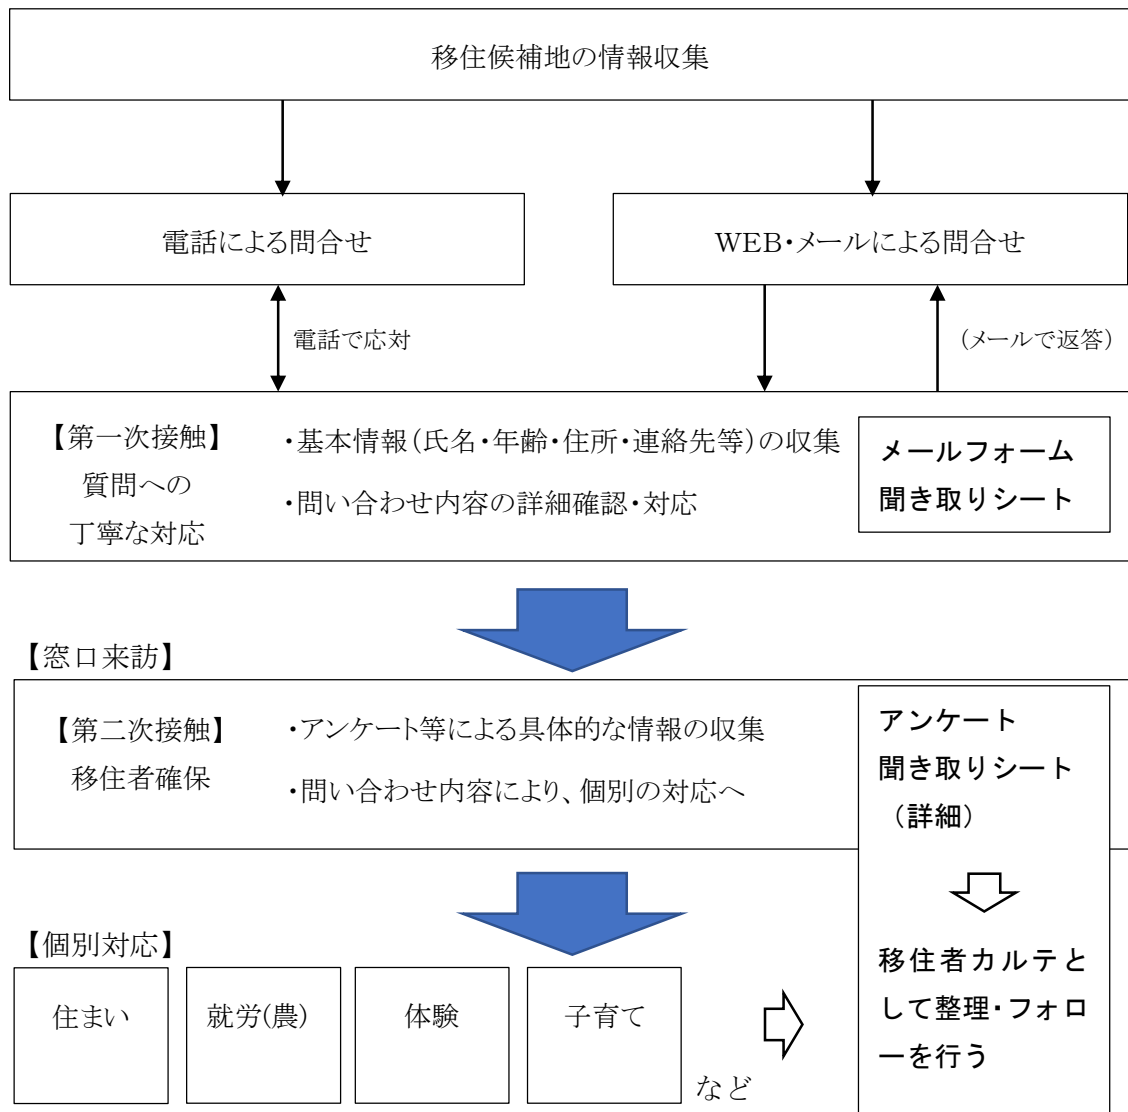 移住候補地の情報収集
電話による問合せ
WEB・メールによる問合せ
電話で応対
(メールで返答)
【第一次接触】
質問への
丁寧な対応
・基本情報(氏名・年齢・住所・連絡先等)の収集
・問い合わせ内容の詳細確認・対応
メールフォーム
聞き取りシート
【窓口来訪】
【第二次接触】
移住者確保
・アンケート等による具体的な情報の収集
・問い合わせ内容により、個別の対応へ
アンケート
聞き取りシート
（詳細）
【個別対応】
住まい
就労(農)
体験
子育て
など
移住者カルテと
して整理・フォロ
ーを行う